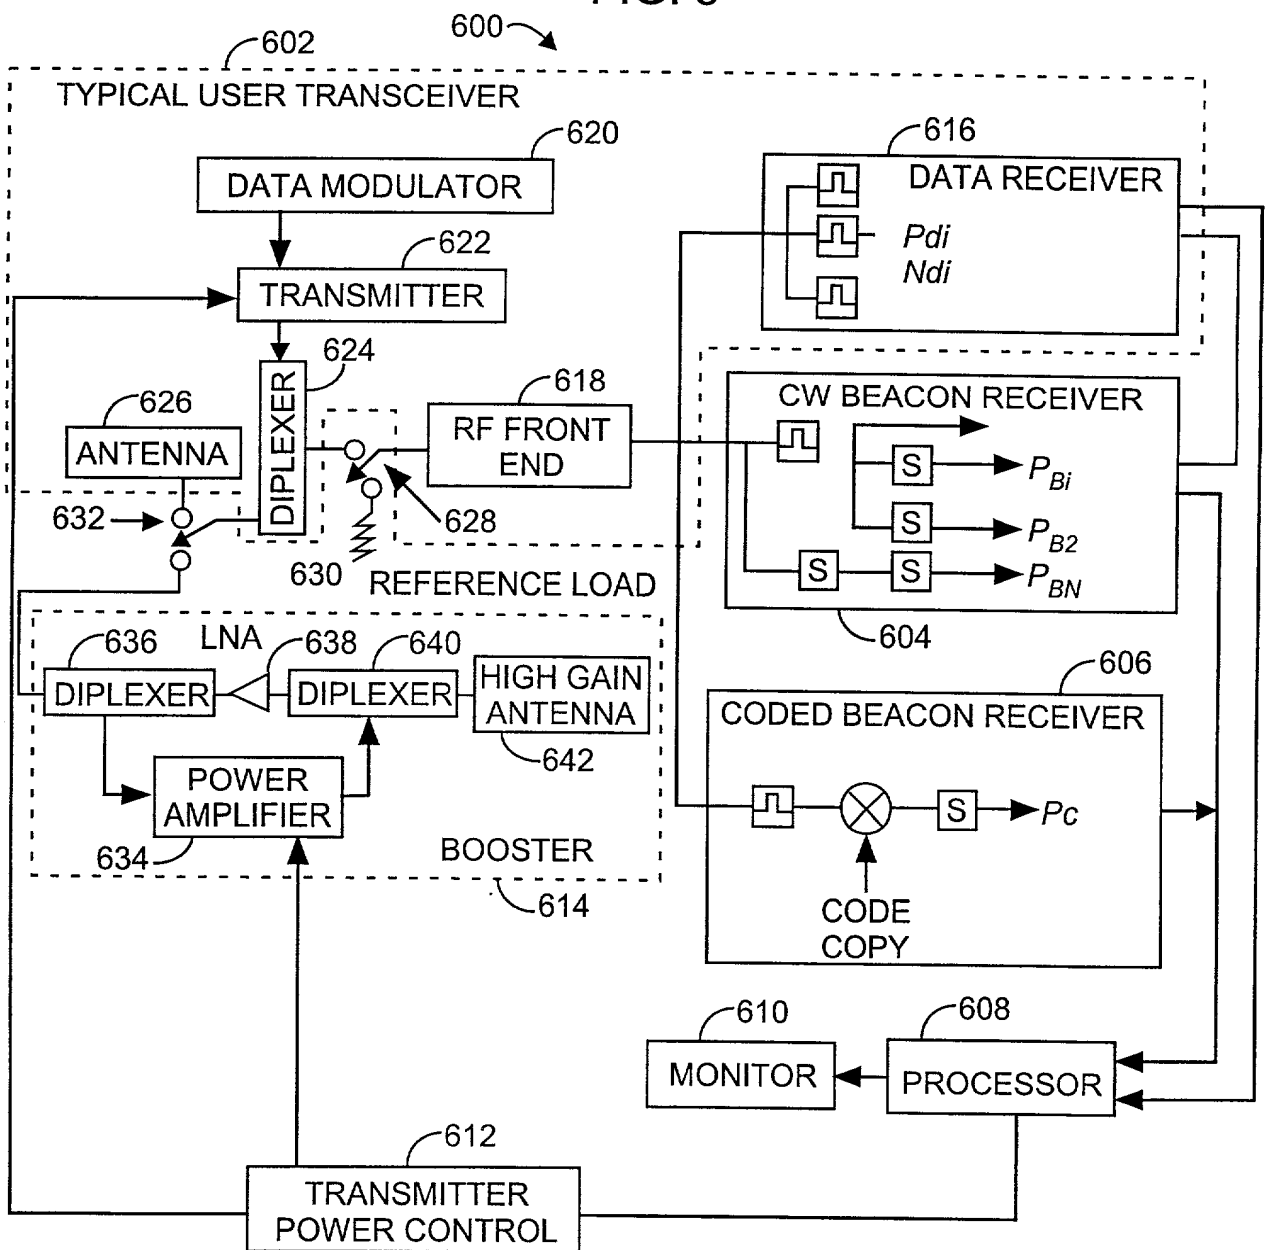 600
602
TYPICAL USER TRANSCEIVER
620
DATA MODULATOR
616
DATA RECEIVER
Pdi
Ndi
622
TRANSMITTER
624
DIPLEXER
626
ANTENNA
618
RF FRONT
END
CW BEACON RECEIVER
S
PBi
S
PB2
S
S
PBN
604
632
628
630
REFERENCE LOAD
LNA
636
638
640
DIPLEXER
DIPLEXER
HIGH GAIN
ANTENNA
642
POWER
AMPLIFIER
634
BOOSTER
614
606
CODED BEACON RECEIVER
S
Pc
CODE
COPY
610
MONITOR
608
PROCESSOR
612
TRANSMITTER
POWER CONTROL